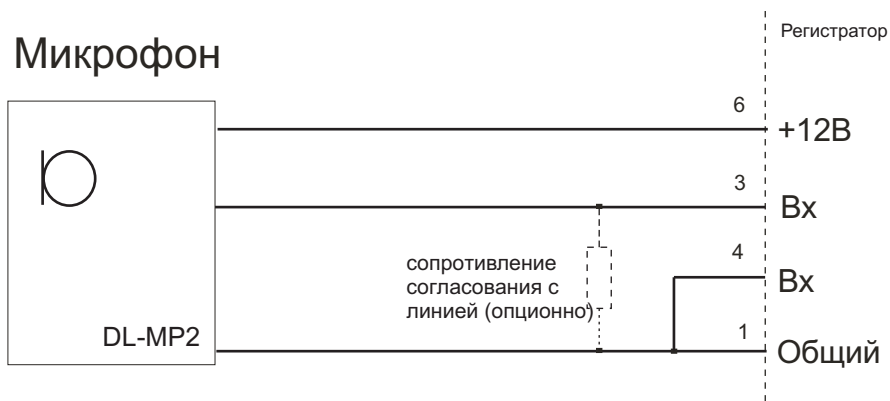 Регистратор
Микрофон
6
+12В
3
Вх
сопротивление
согласования с
линией (опционно)
4
Вх
DL-MP2
1
Общий